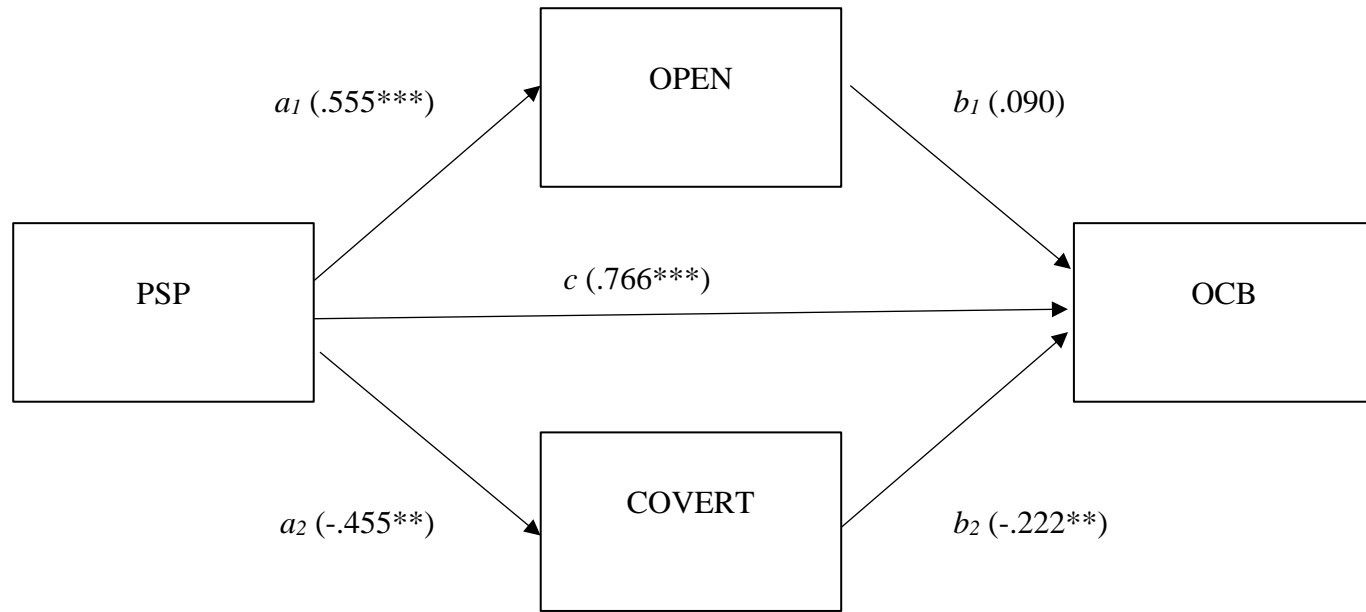 OPEN
a1 (.555***)
b1 (.090)
PSP
c (.766***)
OCB
COVERT
a2 (-.455**)
b2 (-.222**)